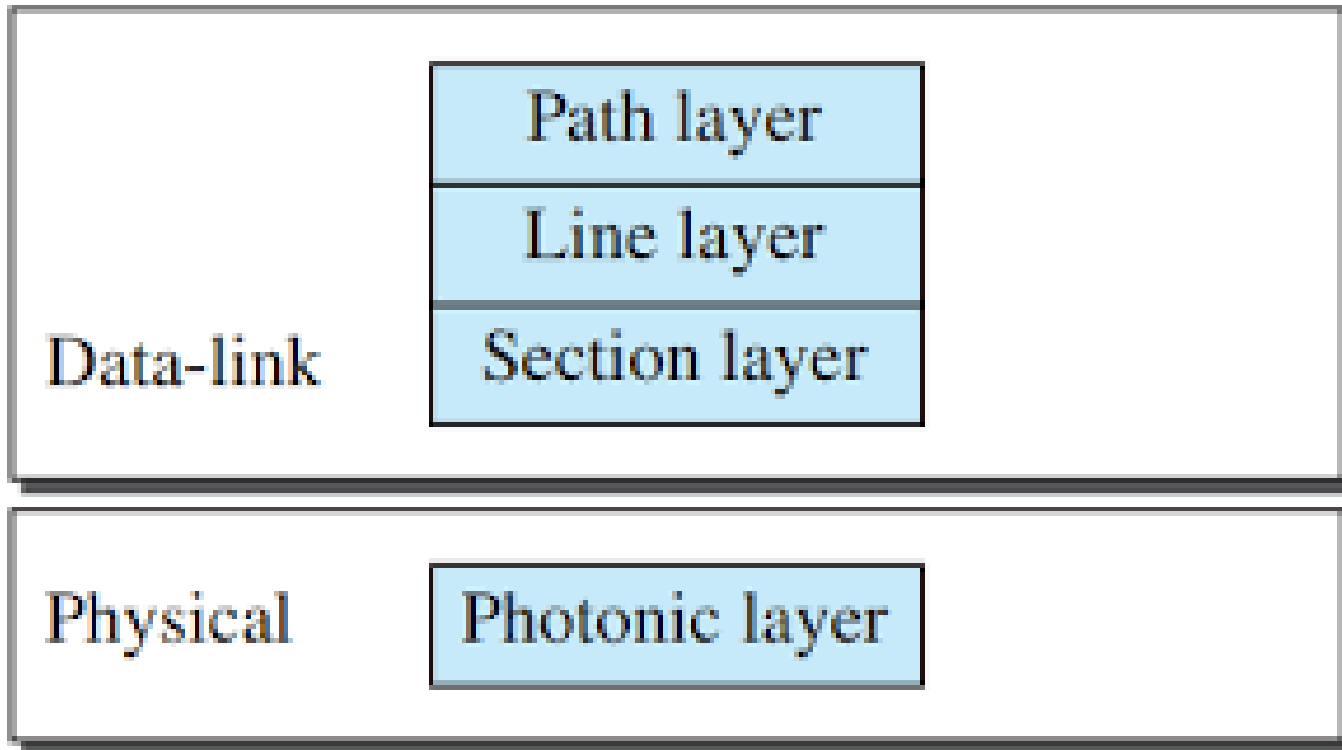 Path layer
Line layer
Data-link
Section layer
Physical
Photonic layer